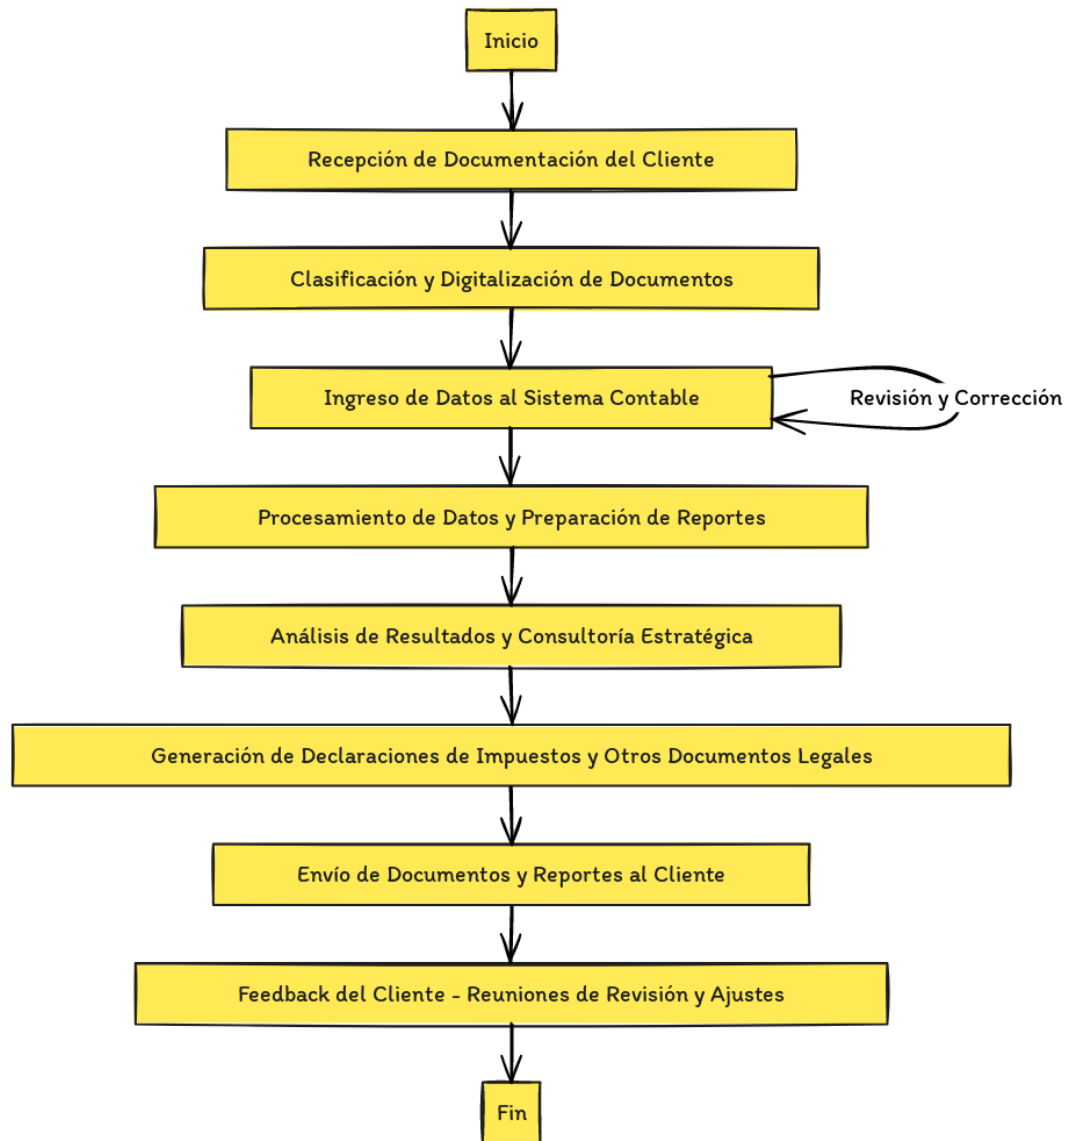 Inicio
Recepción de Documentación del Cliente
Clasificación y Digitalización de Documentos
Ingreso de Datos al Sistema Contable
Revisión y Corrección
Procesamiento de Datos y Preparación de Reportes
Análisis de Resultados y Consultoría Estratégica
Generación de Declaraciones de Impuestos y Otros Documentos Legales
Envío de Documentos y Reportes al Cliente
Feedback del Cliente - Reuniones de Revisión y Ajustes
Fin